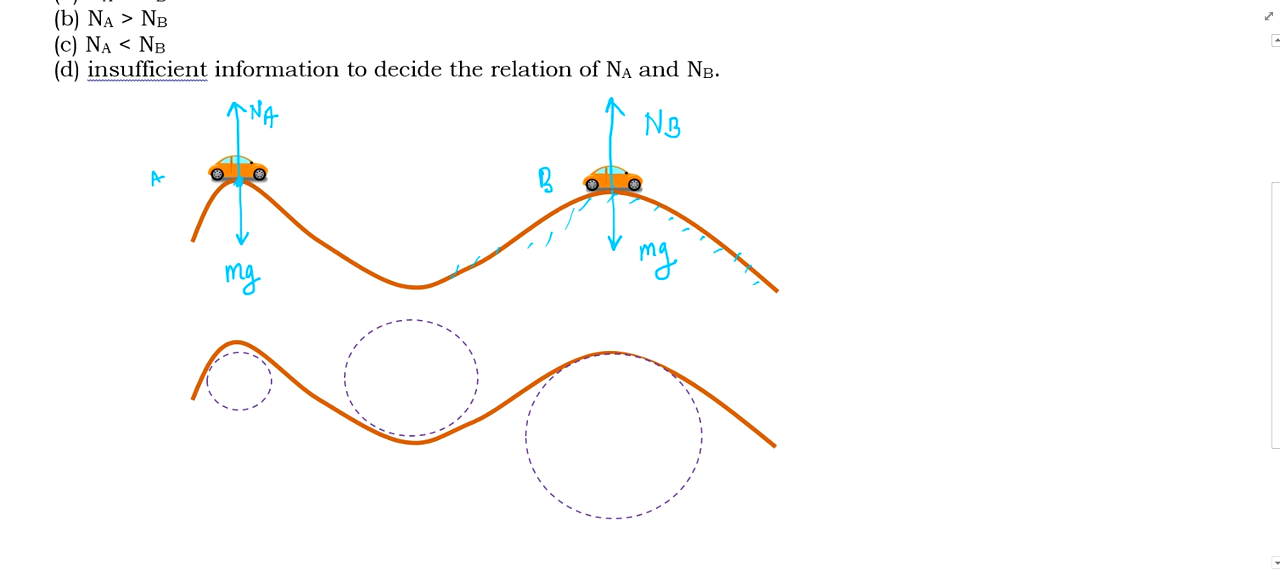 (b) NA > NB
(c) NA < NB
(d) insufficient information to decide the relation of NA and NB.
NA
NB
A
B
mg
mg